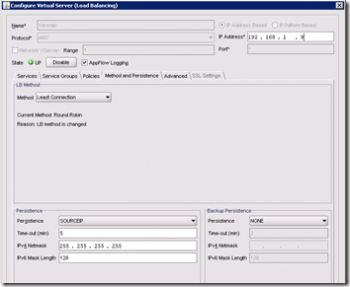 Configure Virtual Server (Load Balancing)
Name*
IP Address Based IP Pattern Based
Protocol*
IP Address* 192 . 168 . 1 . 9
Network VServer Range 1
Port*
State UP Disable AppFlow Logging
Services Service Groups Policies Method and Persistence Advanced SSL Settings
LB Method
Method Least Connection
Current Method: Round Robin
Reason: LB method is changed
Persistence
Backup Persistence
Persistence SOURCEIP
Persistence NONE
Time-out (min) 5
Time-out (min) 2
IPv4 Netmask 255 . 255 . 255 . 255
IPv4 Netmask . . .
IPv6 Mask Length 128
IPv6 Mask Length 128